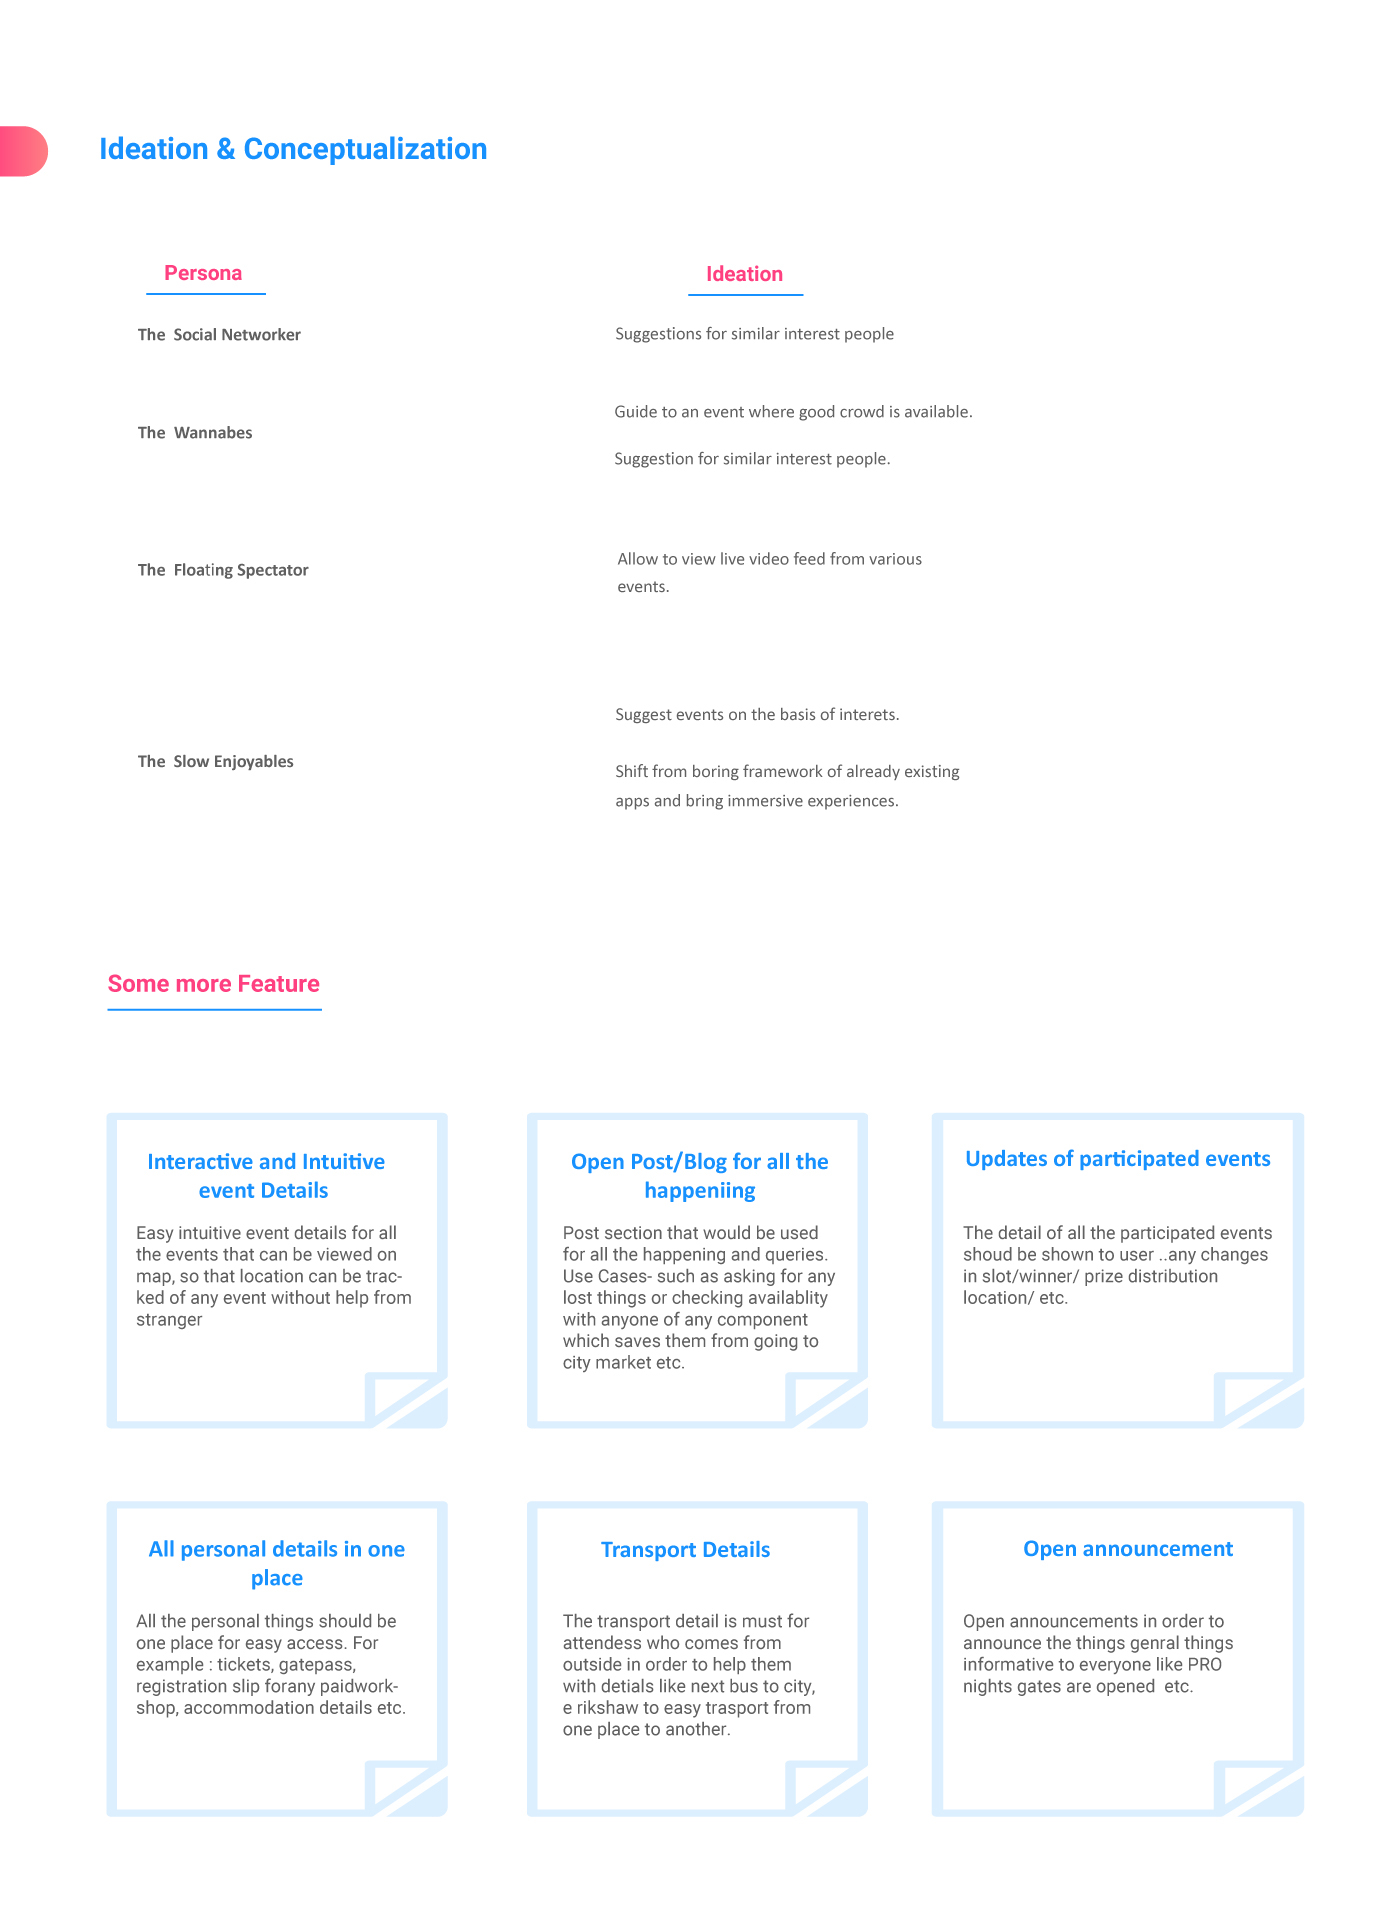 Ideation & Conceptualization
Persona
Ideation
The Social Networker
Suggestions for similar interest people
The Wannabes
Guide to an event where good crowd is available.
Suggestion for similar interest people.
The Floating Spectator
Allow to view live video feed from various
events.
The Slow Enjoyables
Suggest events on the basis of interets.
Shift from boring framework of already existing
apps and bring immersive experiences.
Some more Feature
Interactive and Intuitive
event Details
Easy intuitive event details for all
the events that can be viewed on
map, so that location can be trac-
ked of any event without help from
stranger
Open Post/Blog for all the
happeniing
Post section that would be used
for all the happening and queries.
Use Cases- such as asking for any
lost things or checking availablity
with anyone of any component
which saves them from going to
city market etc.
Updates of participated events
The detail of all the participated events
shoud be shown to user ..any changes
in slot/winner/ prize distribution
location/ etc.
All personal details in one
place
All the personal things should be
one place for easy access. For
example : tickets, gatepass,
registration slip forany paidwork-
shop, accommodation details etc.
Transport Details
The transport detail is must for
attendess who comes from
outside in order to help them
with detials like next bus to city,
e rikshaw to easy trasport from
one place to another.
Open announcement
Open announcements in order to
announce the things genral things
informative to everyone like PRO
nights gates are opened  etc.